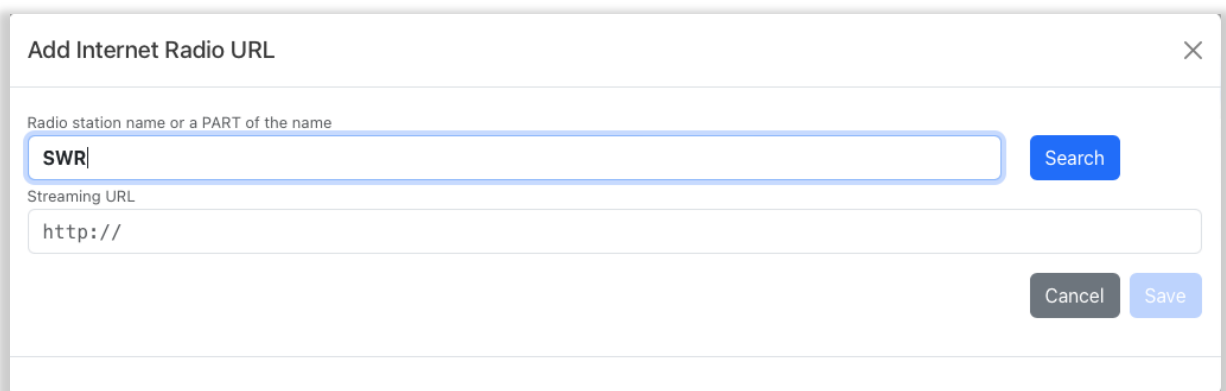 Add Internet Radio URL
Radio station name or a PART of the name
SWR
Search
Streaming URL
http://
Cancel
Save